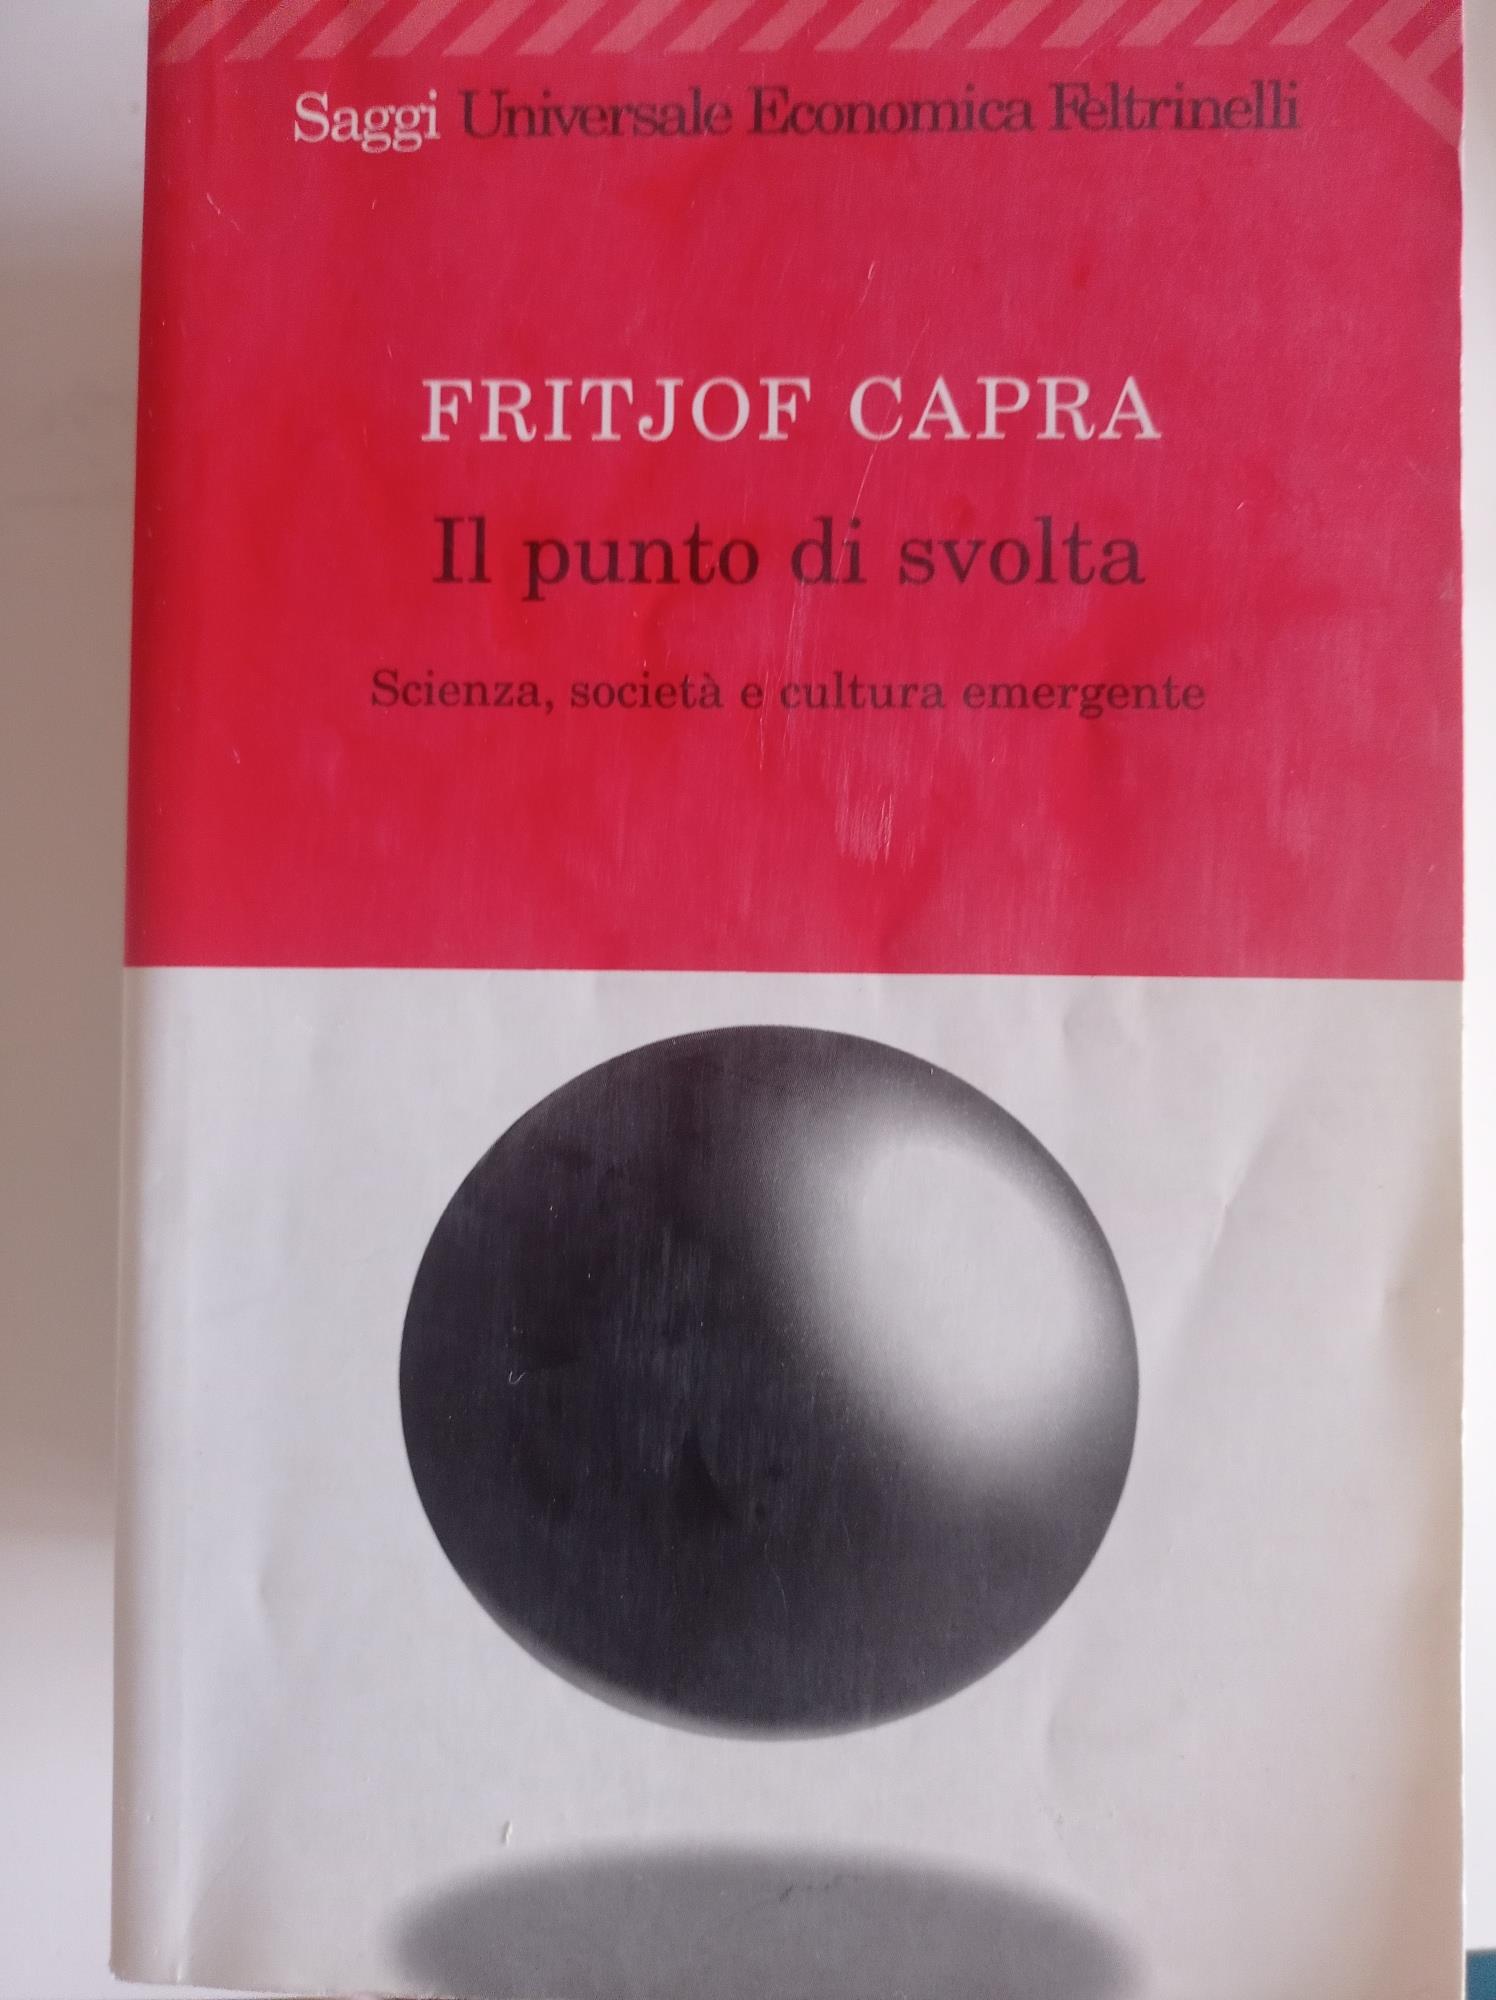 Saggi Universale Economica Feltrinelli
FRITJOF CAPRA
Il punto di svolta
Scienza, società e cultura emergente